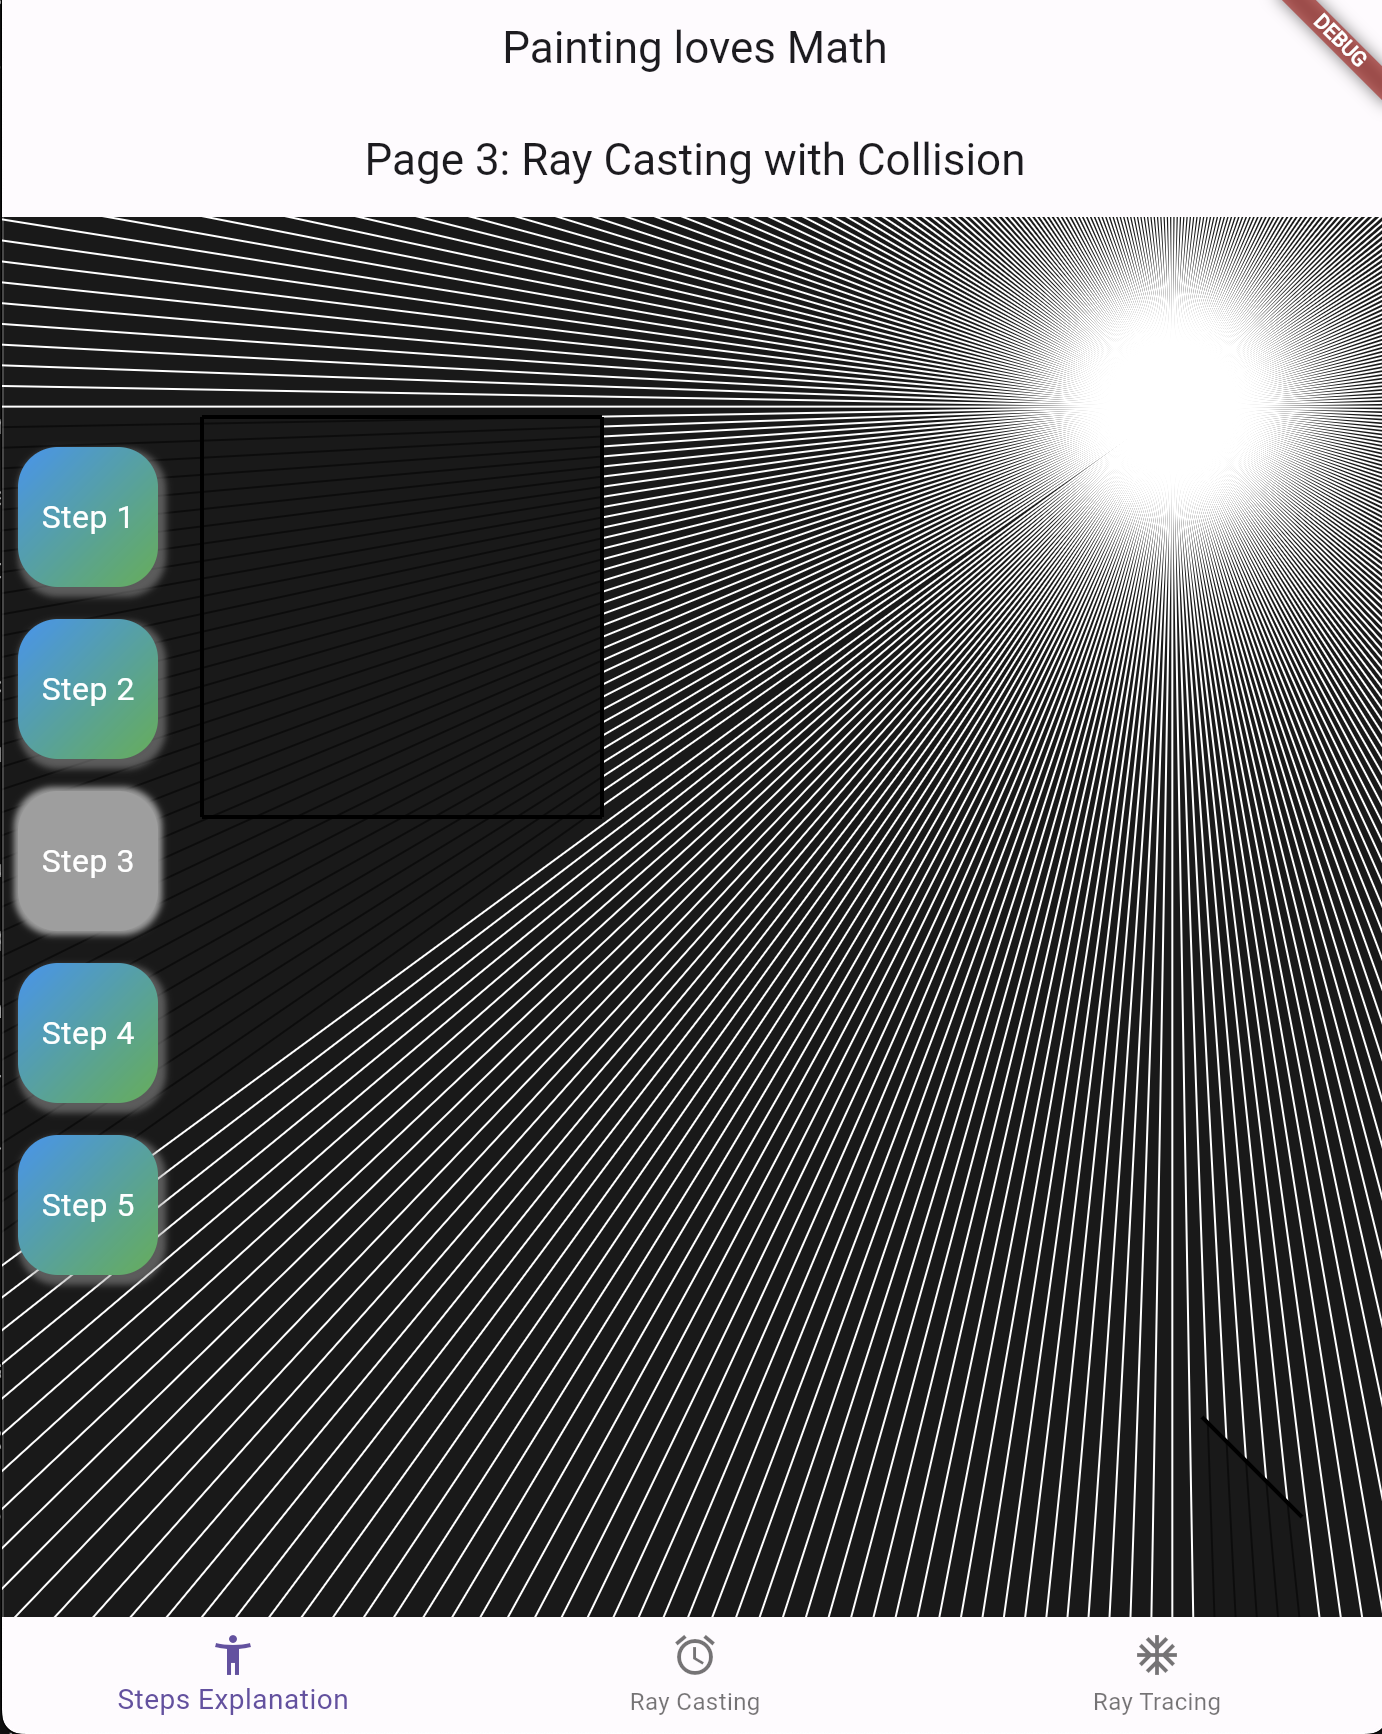 Painting loves Math
DEBUG
Page 3: Ray Casting with Collision
Step 1
Step 2
Step 3
Step 4
Step 5
Steps Explanation
Ray Casting
Ray Tracing